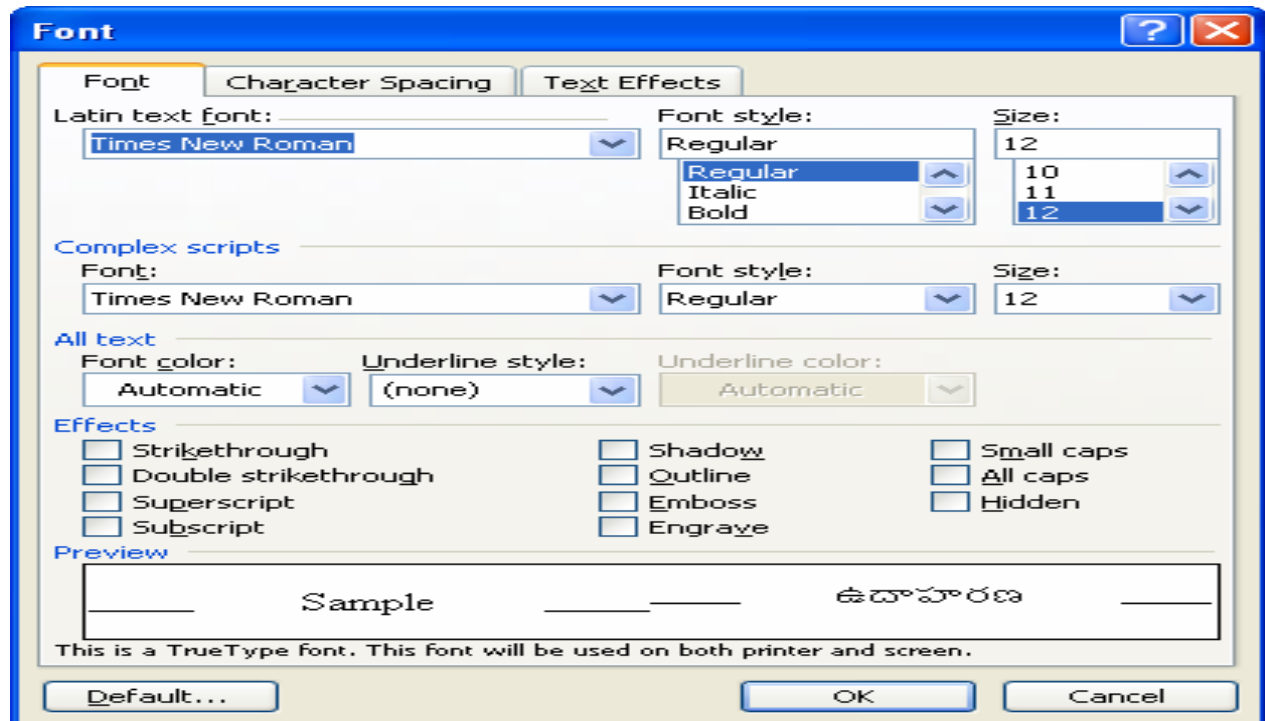 Font
Font Character Spacing Text Effects
Latin text font: Font style: Size:
Times New Roman Regular 12
Regular 10
Italic 11
Bold 12
Complex scripts
Font: Font style: Size:
Times New Roman Regular 12
All text
Font color: Underline style: Underline color:
Automatic (none) Automatic
Effects
Strikethrough Shadow Small caps
Double strikethrough Outline All caps
Superscript Emboss Hidden
Subscript Engrave
Preview
Sample ఉదాహరణ
This is a TrueType font. This font will be used on both printer and screen.
Default... OK Cancel